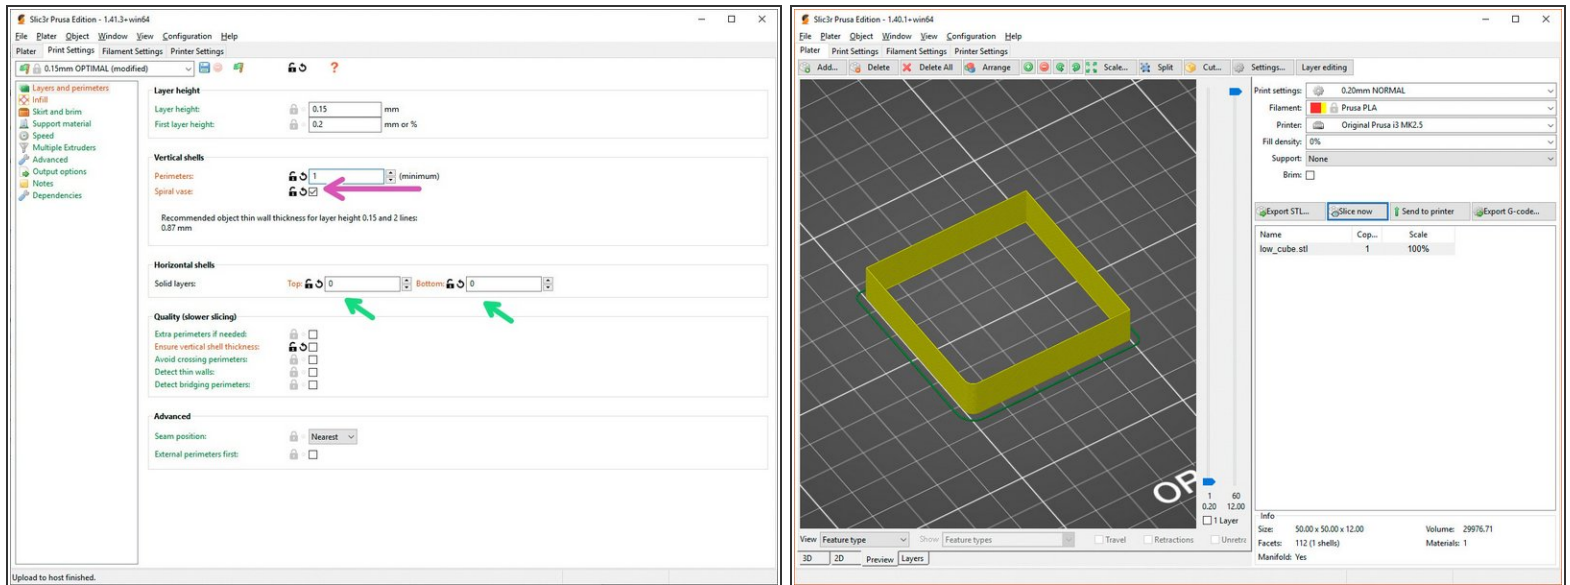 Slic3r Prusa Edition - 1.41.3+win64
File Plater Object Window View Configuration Help
Plater Print Settings Filament Settings Printer Settings
0.15mm OPTIMAL (modified)
?
Layers and perimeters
Infill
Skirt and brim
Support material
Speed
Multiple Extruders
Advanced
Output options
Notes
Dependencies
Layer height
Layer height: 0.15 mm
First layer height: 0.2 mm or %
Vertical shells
Perimeters: 1 (minimum)
Spiral vase:
Recommended object thin wall thickness for layer height 0.15 and 2 lines:
0.87 mm
Horizontal shells
Solid layers: Top: 0 Bottom: 0
Quality (slower slicing)
Extra perimeters if needed:
Ensure vertical shell thickness:
Avoid crossing perimeters:
Detect thin walls:
Detect bridging perimeters:
Advanced
Seam position: Nearest
External perimeters first:
Upload to host finished.
Slic3r Prusa Edition - 1.40.1+win64
File Plater Object Window View Configuration Help
Plater Print Settings Filament Settings Printer Settings
Add... Delete Delete All Arrange Scale... Split Cut... Settings... Layer editing
Print settings: 0.20mm NORMAL
Filament: Prusa PLA
Printer: Original Prusa i3 MK2.5
Fill density: 0%
Support: None
Brim:
Export STL... Slice now Send to printer Export G-code...
Name Cop... Scale
low_cube.stl 1 100%
OP
1 60
0.20 12.00
1 Layer
Info
Size: 50.00 x 50.00 x 12.00 Volume: 29976.71
Facets: 112 (1 shells) Materials: 1
Manifold: Yes
View Feature type Show Feature types Travel Retractions Unretra
3D 2D Preview Layers